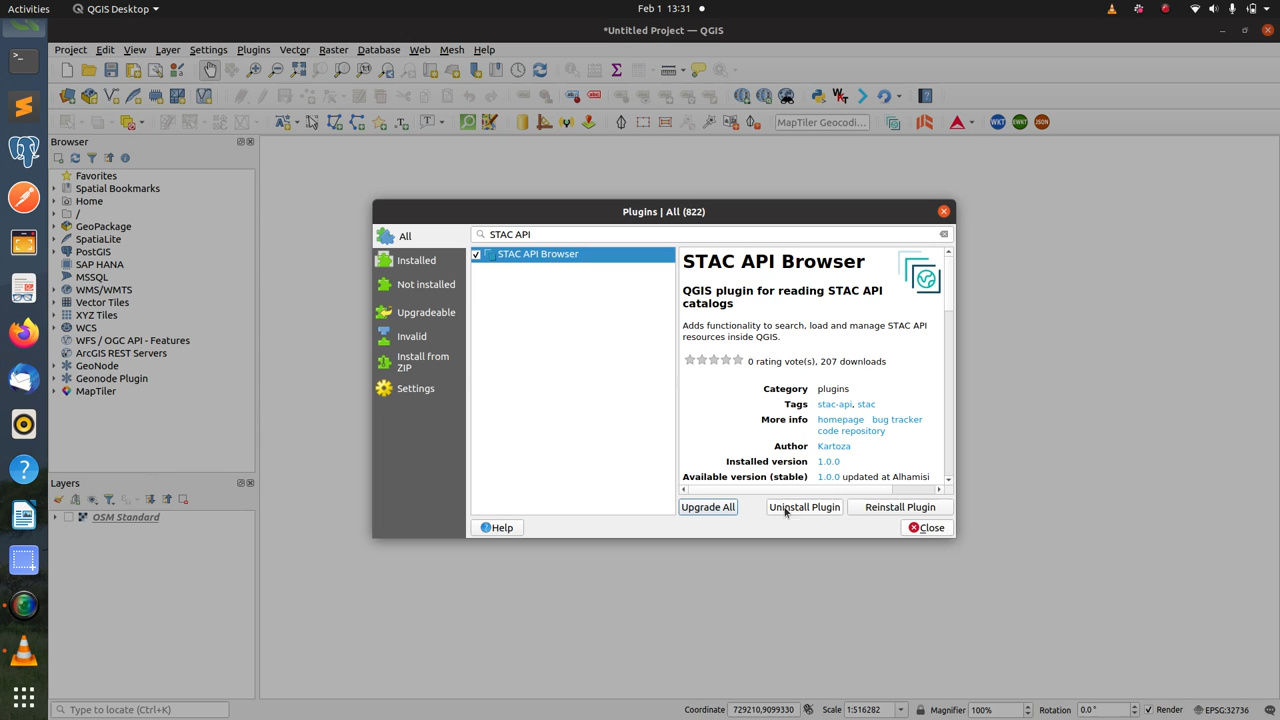 Activities
QGIS Desktop
Feb 1 13:31
*Untitled Project — QGIS
Project Edit View Layer Settings Plugins Vector Raster Database Web Mesh Help
MapTiler Geocodi...
WKT
EWKT
JSON
Browser
Favorites
Spatial Bookmarks
Home
/
GeoPackage
SpatiaLite
PostGIS
SAP HANA
MSSQL
WMS/WMTS
Vector Tiles
XYZ Tiles
WCS
WFS / OGC API - Features
ArcGIS REST Servers
GeoNode
Geonode Plugin
MapTiler
Layers
OSM Standard
Plugins | All (822)
All
Installed
Not installed
Upgradeable
Invalid
Install from
ZIP
Settings
STAC API
STAC API Browser
STAC API Browser
QGIS plugin for reading STAC API
catalogs
Adds functionality to search, load and manage STAC API
resources inside QGIS.
0 rating vote(s), 207 downloads
Category plugins
Tags stac-api, stac
More info homepage bug tracker
code repository
Author Kartoza
Installed version 1.0.0
Available version (stable) 1.0.0 updated at Alhamisi
Upgrade All
Uninstall Plugin
Reinstall Plugin
Help
Close
Type to locate (Ctrl+K)
Coordinate 729210,9099330
Scale 1:516282
Magnifier 100%
Rotation 0.0 °
Render
EPSG:32736